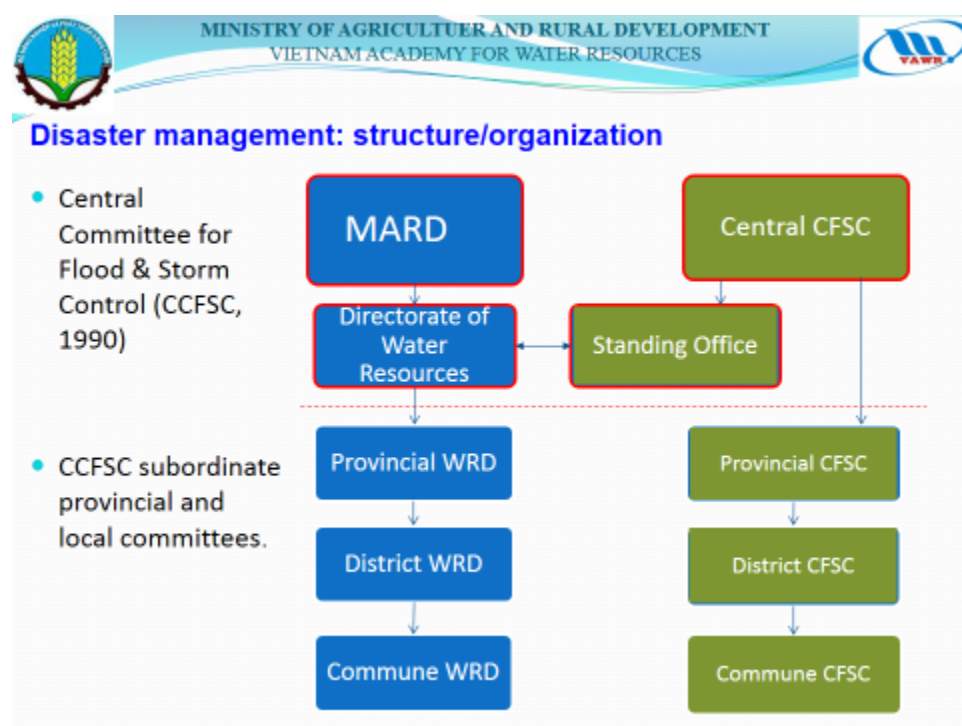 MINISTRY OF AGRICULTUER AND RURAL DEVELOPMENT
VIETNAM ACADEMY FOR WATER RESOURCES
VAWR
Disaster management: structure/organization
• Central
Committee for
Flood & Storm
Control (CCFSC,
1990)
• CCFSC subordinate
provincial and
local committees.
MARD
Central CFSC
Directorate of
Water
Resources
Standing Office
Provincial WRD
Provincial CFSC
District WRD
District CFSC
Commune WRD
Commune CFSC